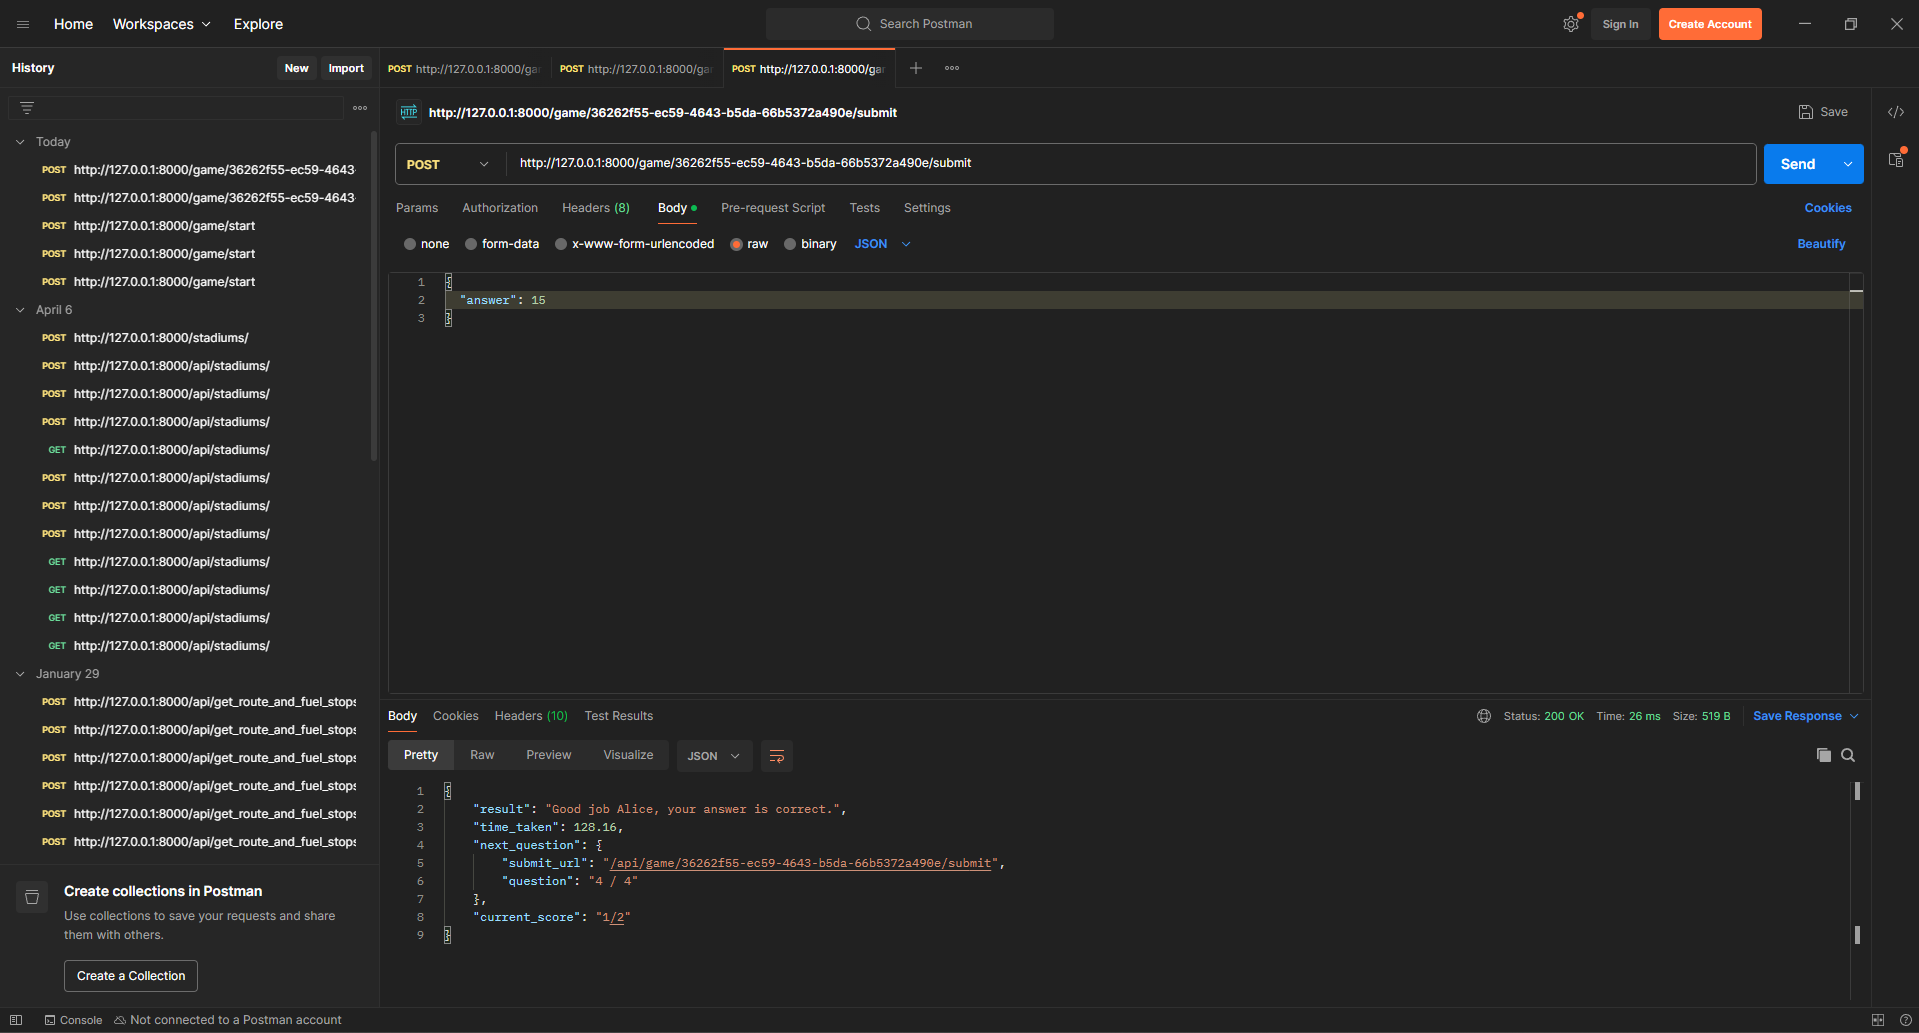 Home Workspaces Explore Search Postman Sign In Create Account
History New Import
POST http://127.0.0.1:8000/ga POST http://127.0.0.1:8000/ga POST http://127.0.0.1:8000/ga
HTTP http://127.0.0.1:8000/game/36262f55-ec59-4643-b5da-66b5372a490e/submit Save
POST http://127.0.0.1:8000/game/36262f55-ec59-4643-b5da-66b5372a490e/submit Send
Params Authorization Headers (8) Body Pre-request Script Tests Settings Cookies
none form-data x-www-form-urlencoded raw binary JSON Beautify
1 {
2 "answer": 15
3 }
Today
POST http://127.0.0.1:8000/game/36262f55-ec59-4643-
POST http://127.0.0.1:8000/game/36262f55-ec59-4643-
POST http://127.0.0.1:8000/game/start
POST http://127.0.0.1:8000/game/start
POST http://127.0.0.1:8000/game/start
April 6
POST http://127.0.0.1:8000/stadiums/
POST http://127.0.0.1:8000/api/stadiums/
POST http://127.0.0.1:8000/api/stadiums/
POST http://127.0.0.1:8000/api/stadiums/
GET http://127.0.0.1:8000/api/stadiums/
POST http://127.0.0.1:8000/api/stadiums/
POST http://127.0.0.1:8000/api/stadiums/
POST http://127.0.0.1:8000/api/stadiums/
GET http://127.0.0.1:8000/api/stadiums/
GET http://127.0.0.1:8000/api/stadiums/
GET http://127.0.0.1:8000/api/stadiums/
GET http://127.0.0.1:8000/api/stadiums/
January 29
POST http://127.0.0.1:8000/api/get_route_and_fuel_stops
POST http://127.0.0.1:8000/api/get_route_and_fuel_stops
POST http://127.0.0.1:8000/api/get_route_and_fuel_stops
POST http://127.0.0.1:8000/api/get_route_and_fuel_stops
POST http://127.0.0.1:8000/api/get_route_and_fuel_stops
POST http://127.0.0.1:8000/api/get_route_and_fuel_stops
Create collections in Postman
Use collections to save your requests and share
them with others.
Create a Collection
Body Cookies Headers (10) Test Results Status: 200 OK Time: 26 ms Size: 519 B Save Response
Pretty Raw Preview Visualize JSON
1 {
2 "result": "Good job Alice, your answer is correct.",
3 "time_taken": 128.16,
4 "next_question": {
5 "submit_url": "/api/game/36262f55-ec59-4643-b5da-66b5372a490e/submit",
6 "question": "4 / 4"
7 },
8 "current_score": "1/2"
9 }
Console Not connected to a Postman account